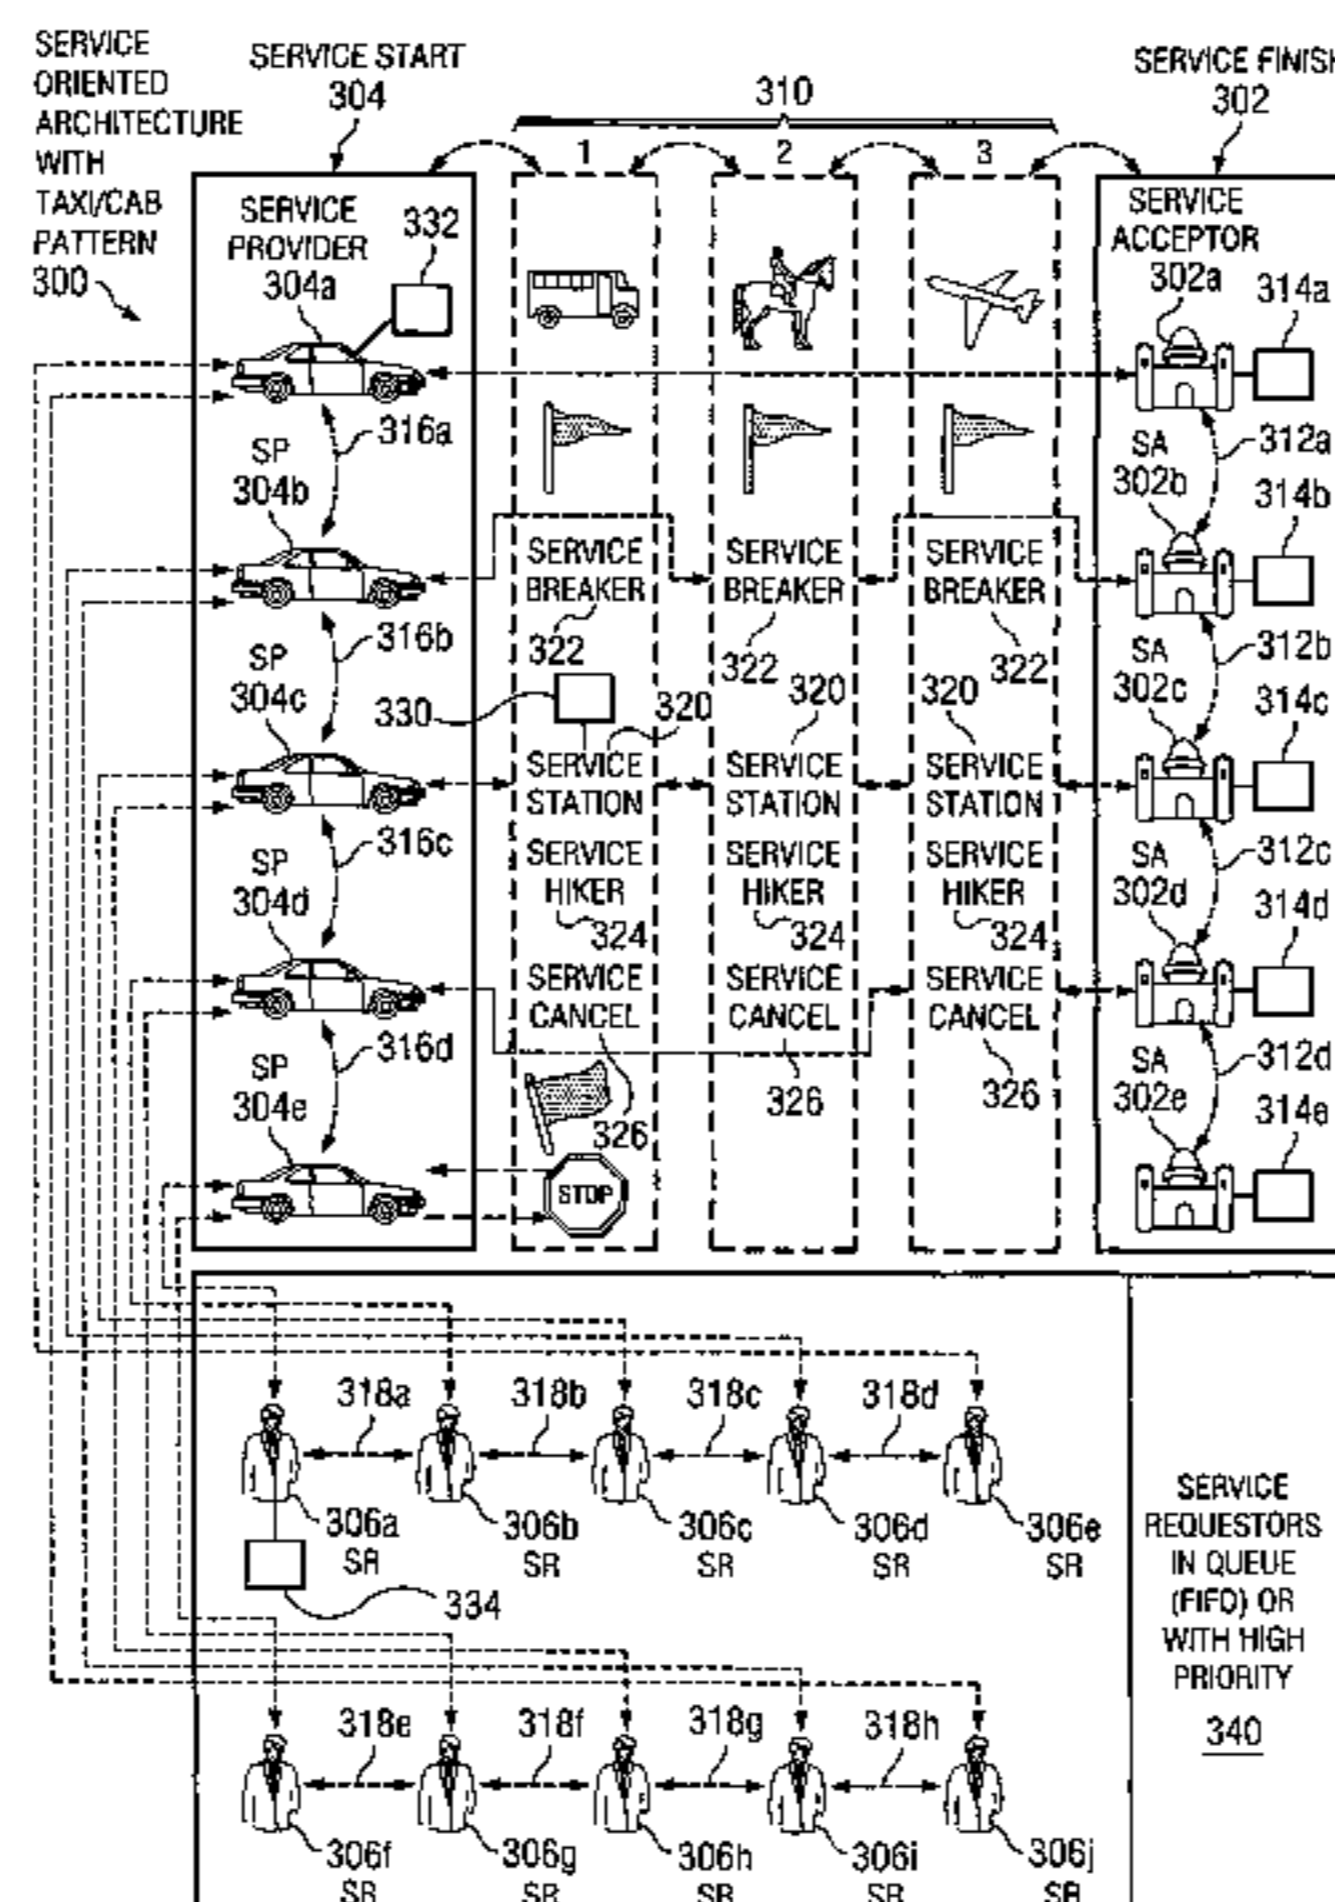 SERVICE
ORIENTED
ARCHITECTURE
WITH
TAXI/CAB
PATTERN
300
SERVICE START
304
310
SERVICE FINISH
302
1 2 3
SERVICE
PROVIDER
304a
332
SERVICE
ACCEPTOR
302a
314a
316a
312a
SP
304b
SA
302b
314b
SERVICE
BREAKER
322
SERVICE
BREAKER
322
SERVICE
BREAKER
322
316b
312b
SP
304c
SA
302c
314c
330
320
320
320
SERVICE
STATION
SERVICE
STATION
SERVICE
STATION
316c
312c
SERVICE
HIKER
324
SERVICE
HIKER
324
SERVICE
HIKER
324
SP
304d
SA
302d
314d
SERVICE
CANCEL
326
SERVICE
CANCEL
326
SERVICE
CANCEL
326
316d
312d
SP
304e
SA
302e
314e
STOP
318a 318b 318c 318d
306a
SR
306b
SR
306c
SR
306d
SR
306e
SR
334
318e 318f 318g 318h
306f
SR
306g
SR
306h
SR
306i
SR
306j
SR
SERVICE
REQUESTORS
IN QUEUE
(FIFO) OR
WITH HIGH
PRIORITY
340